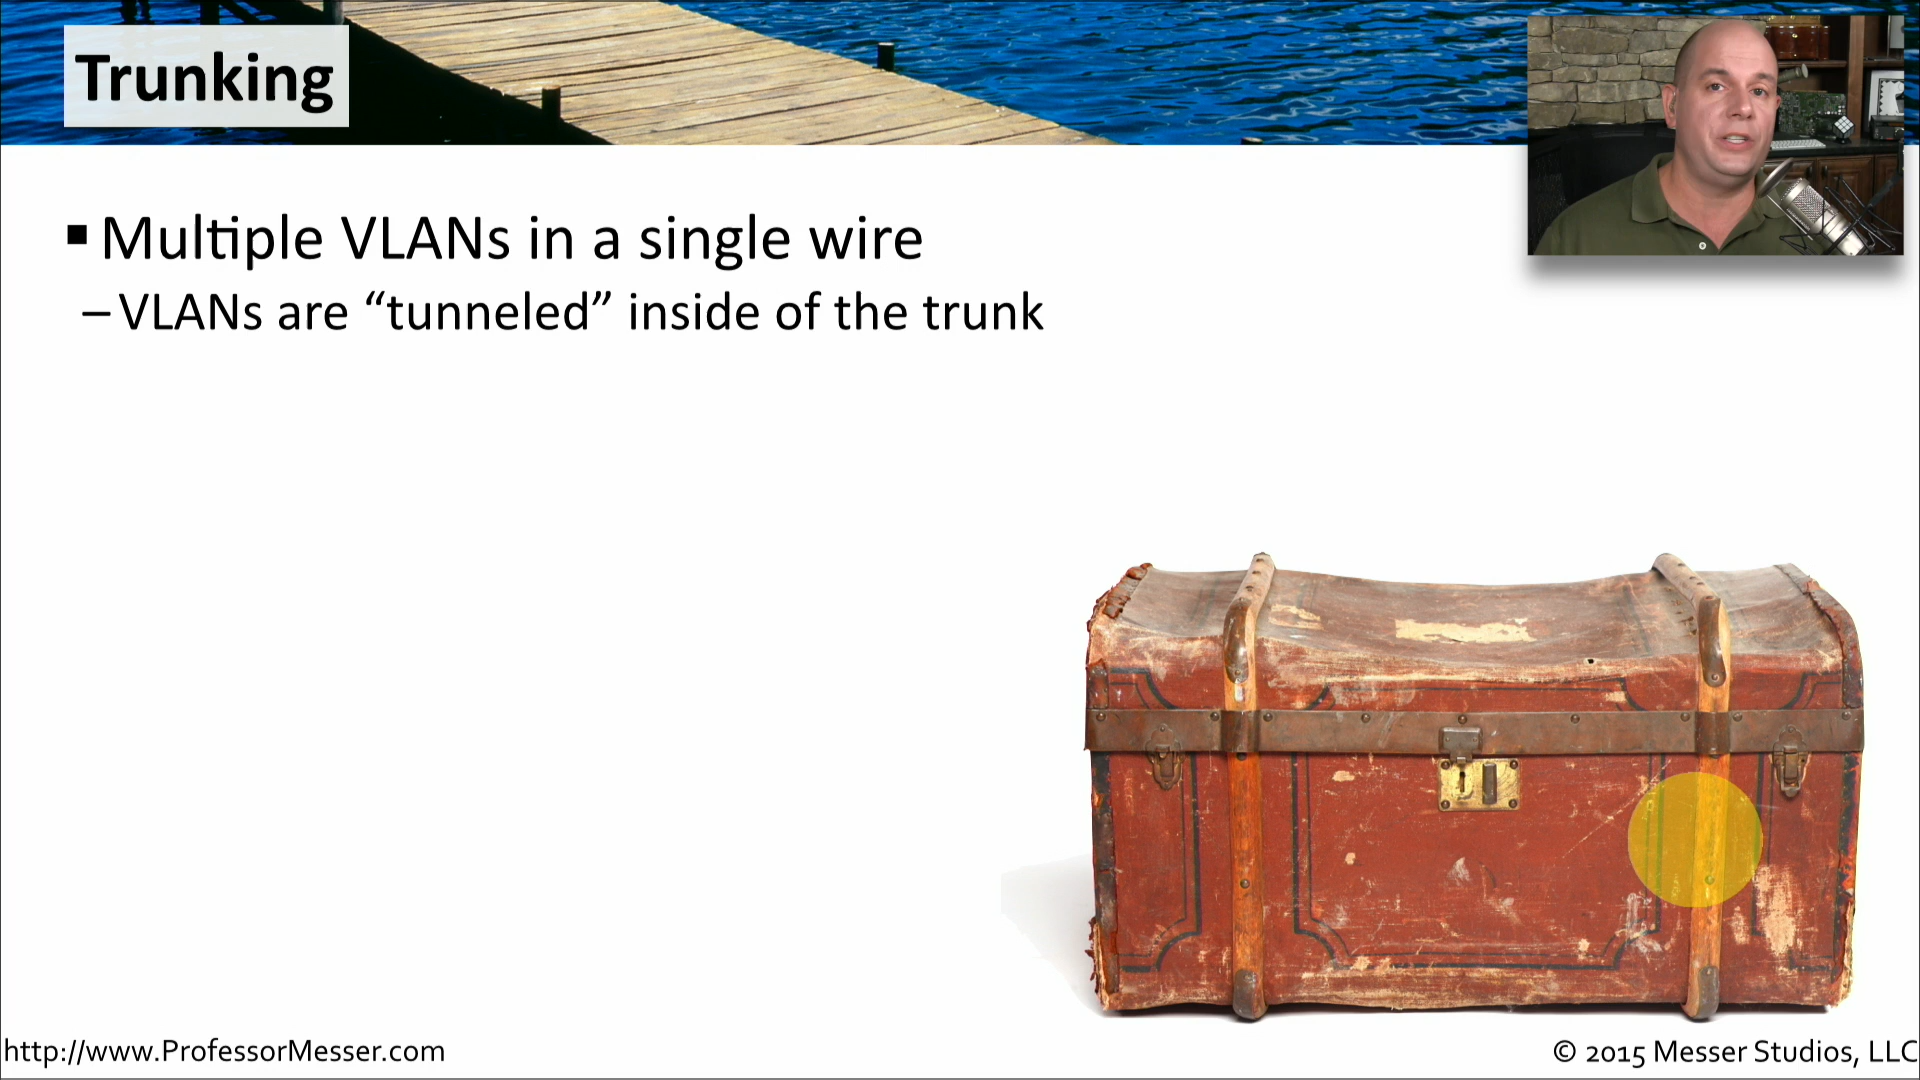 Trunking
▪ Multiple VLANs in a single wire
– VLANs are “tunneled” inside of the trunk
http://www.ProfessorMesser.com
© 2015 Messer Studios, LLC